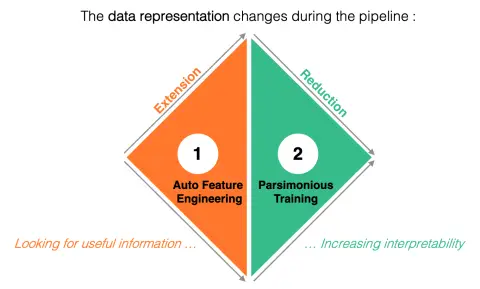 The data representation changes during the pipeline :
Extension
Reduction
1
2
Auto Feature
Engineering
Parsimonious
Training
Looking for useful information ...
... Increasing interpretability